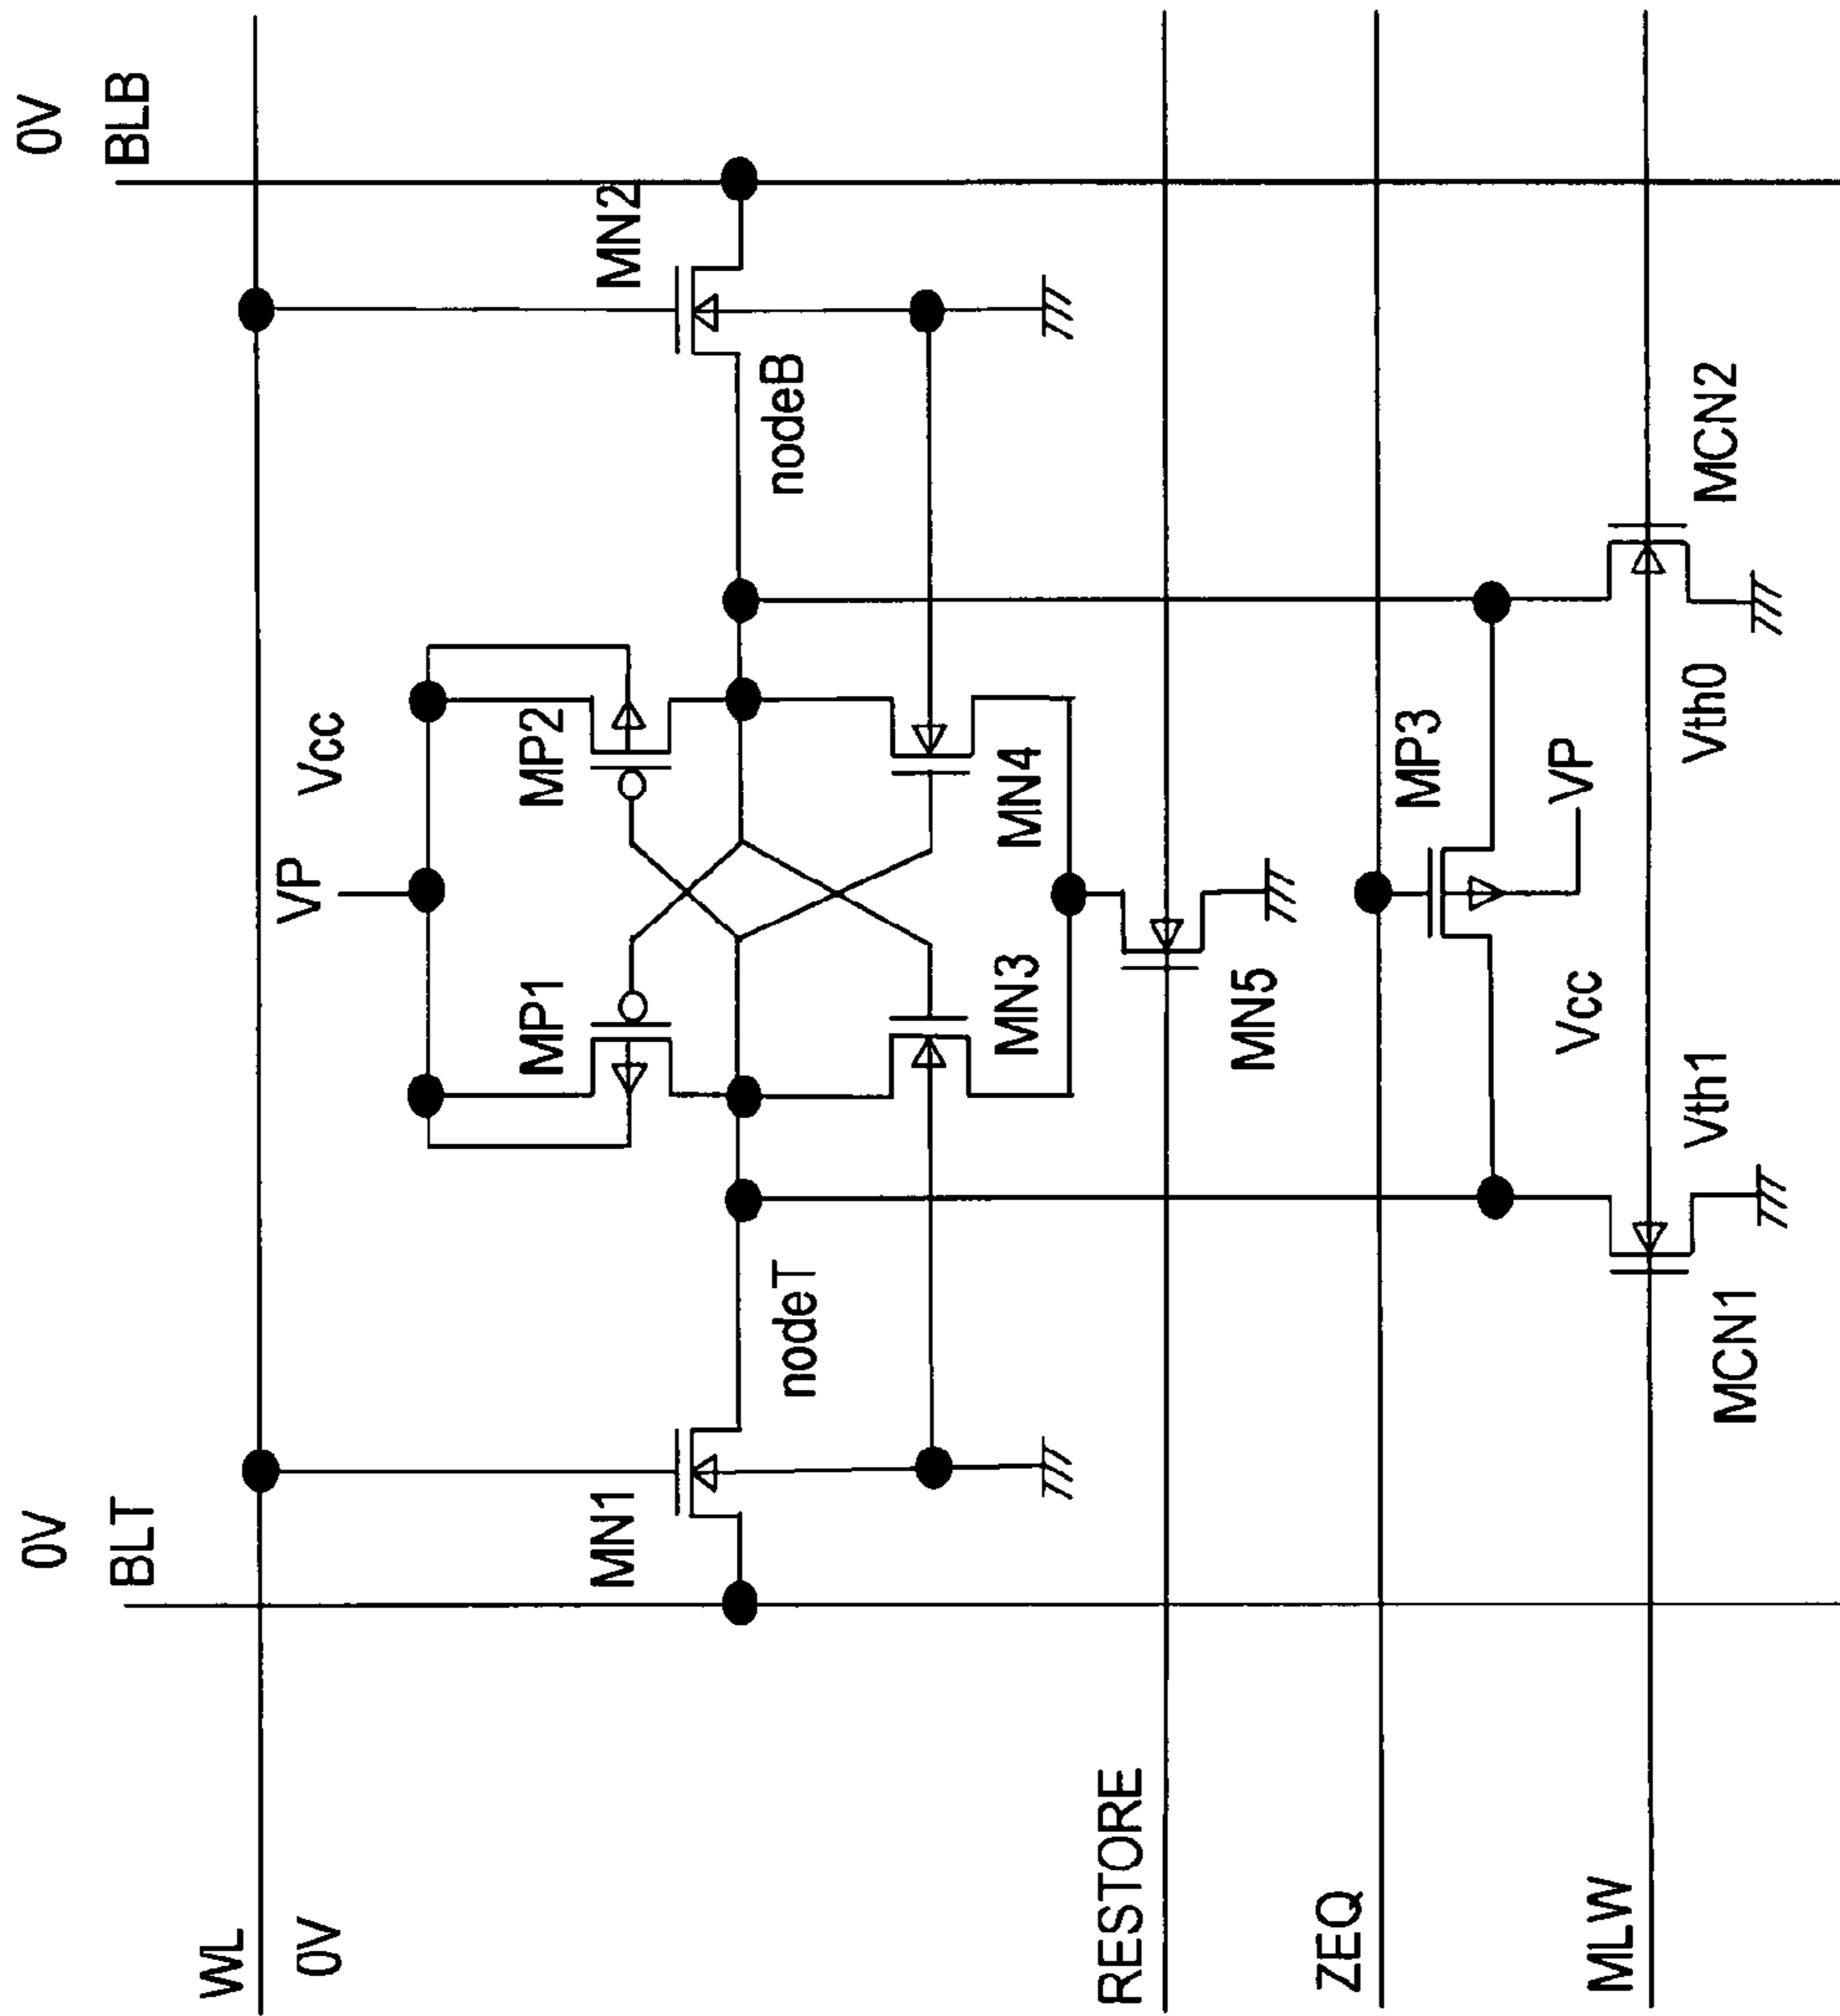 0V
BLT
0V
BLB
WL
0V
VP
Vcc
MP1
MP2
MN1
MN2
nodeT
nodeB
MN3
MN4
RESTORE
MN5
ZEQ
MP3
Vcc
VP
MLW
Vth1
Vth0
MCN1
MCN2